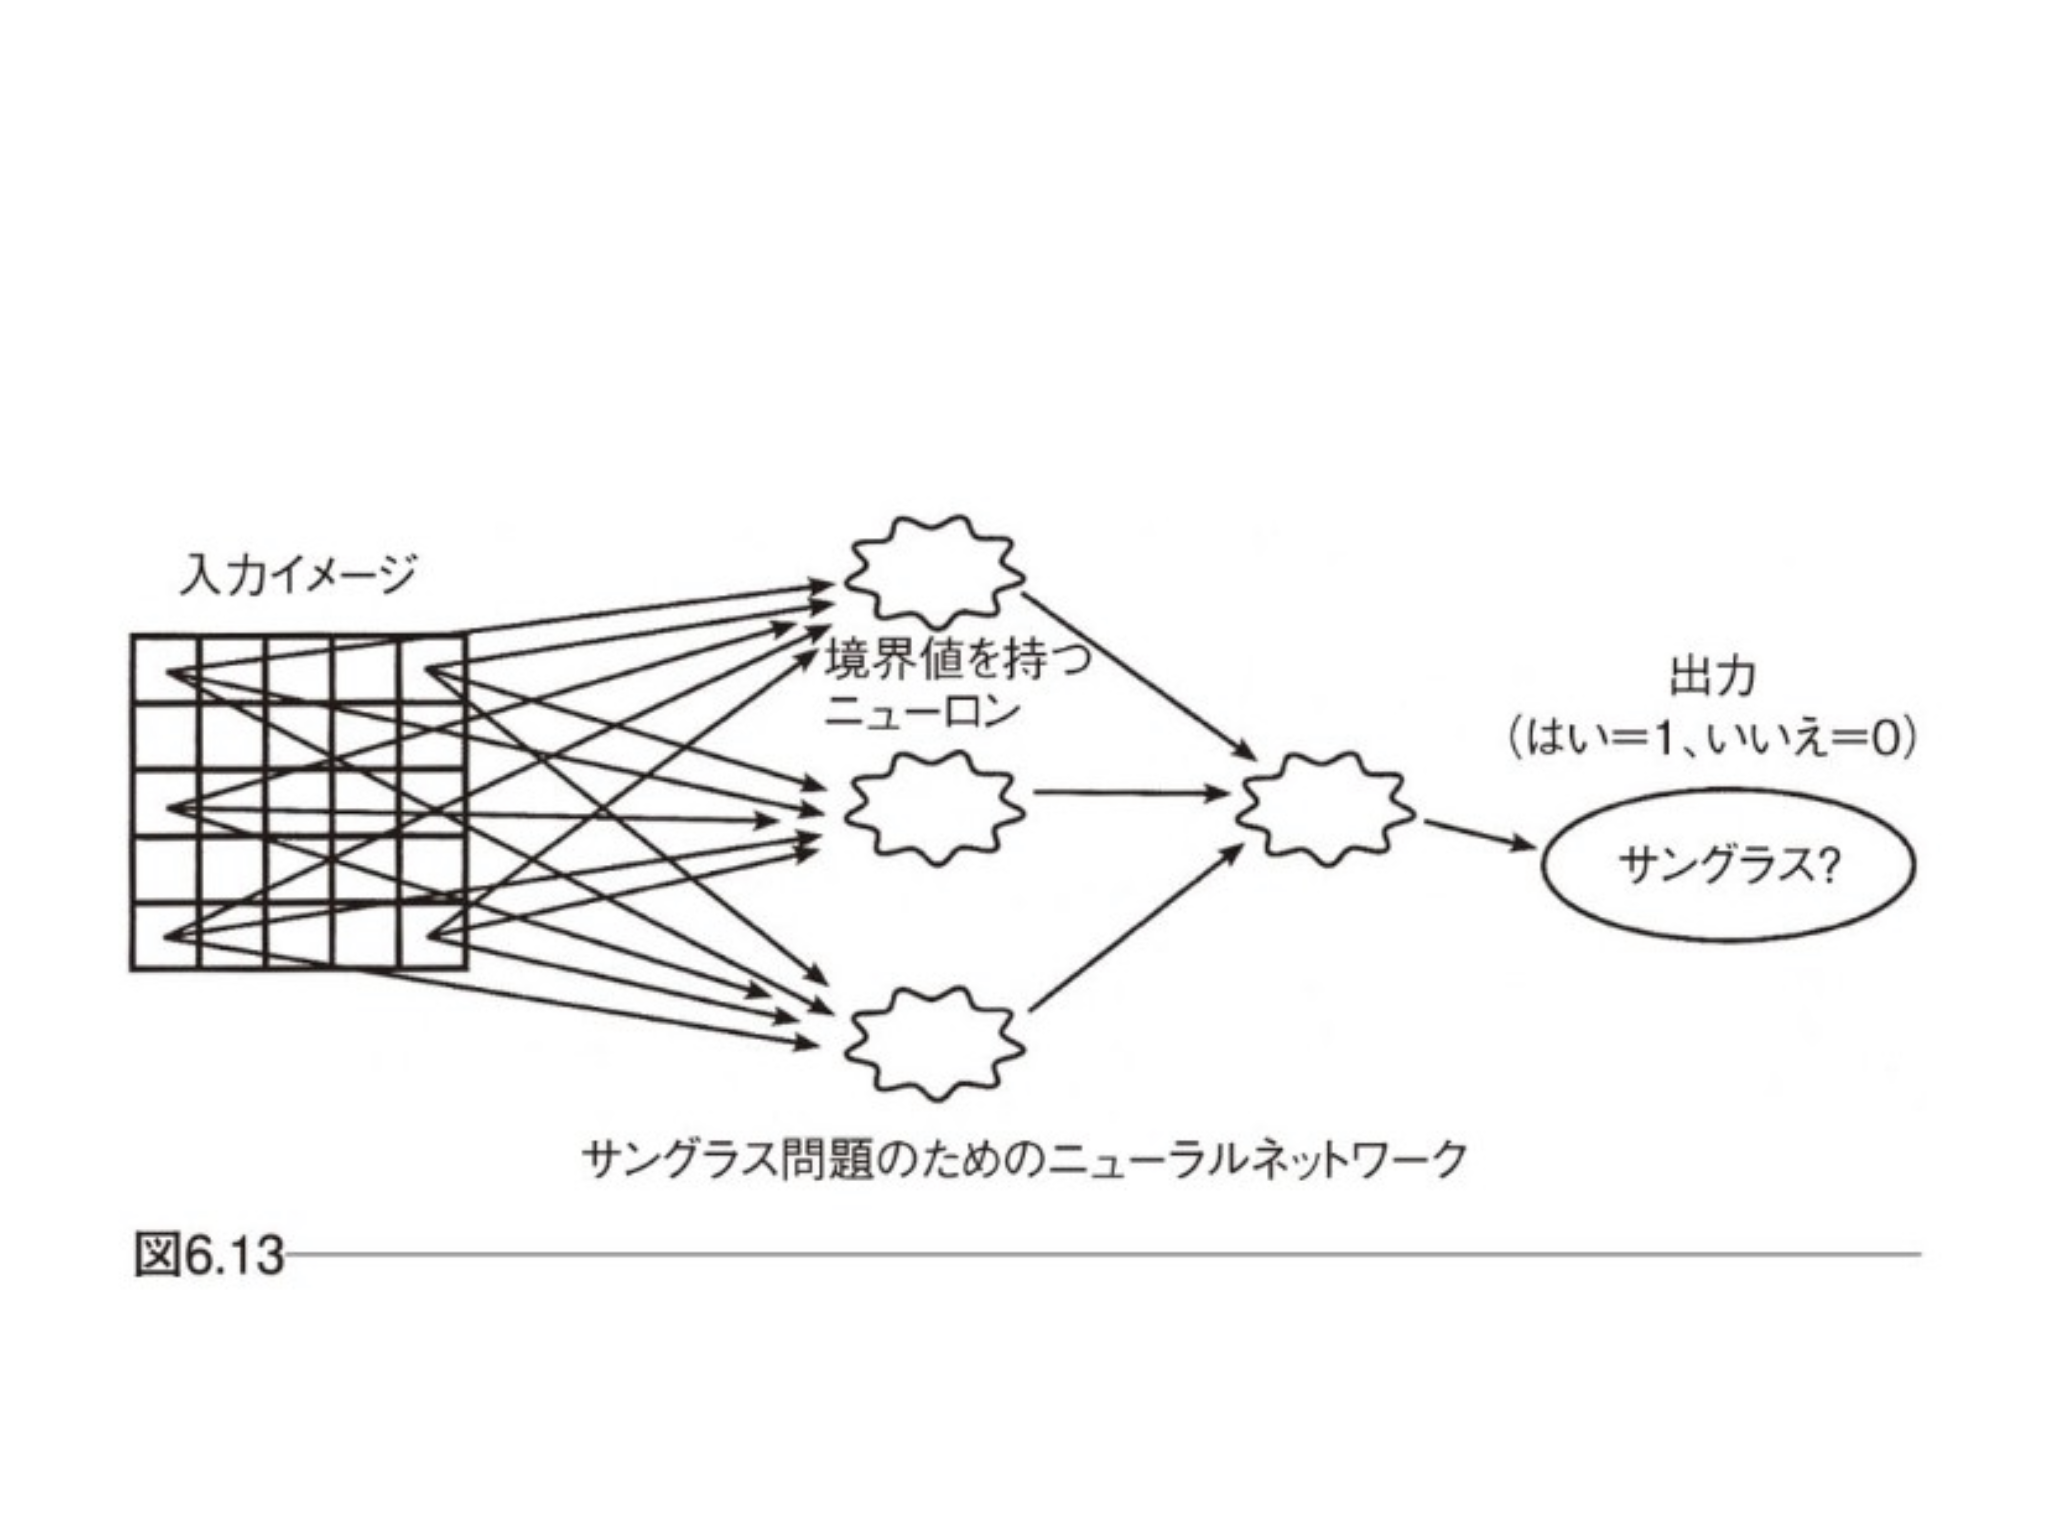 入力イメージ
境界値を持つ
ニューロン
出力
（はい＝1、いいえ＝0）
サングラス？
サングラス問題のためのニューラルネットワーク
図6.13